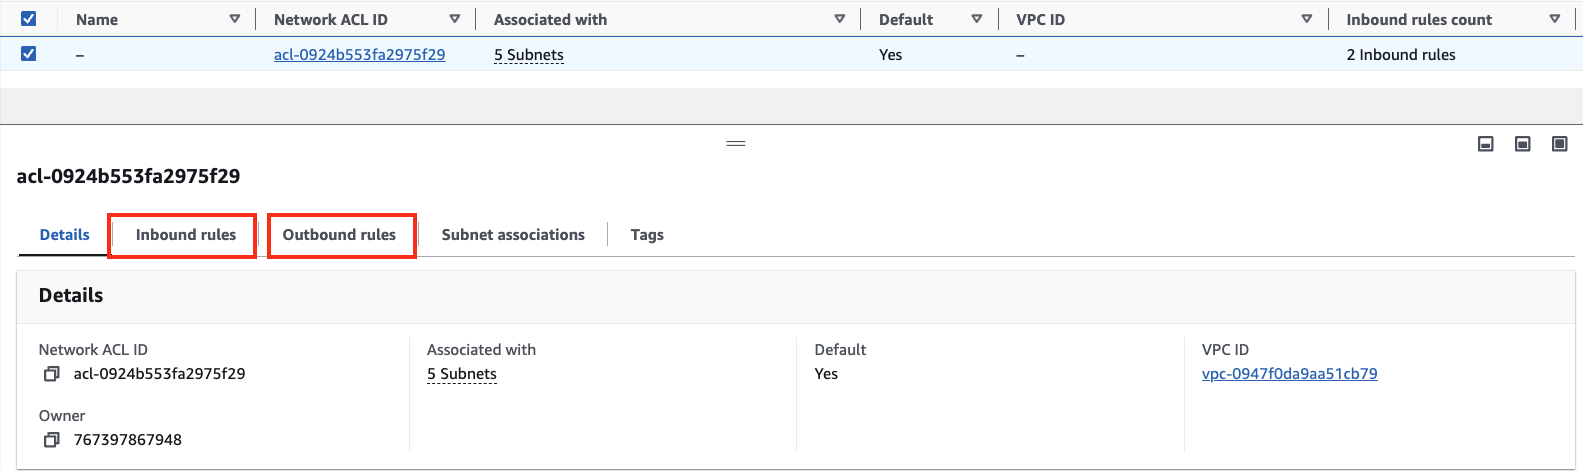 Name Network ACL ID Associated with Default VPC ID Inbound rules count
– acl-0924b553fa2975f29 5 Subnets Yes – 2 Inbound rules
acl-0924b553fa2975f29
Details Inbound rules Outbound rules Subnet associations Tags
Details
Network ACL ID Associated with Default VPC ID
acl-0924b553fa2975f29 5 Subnets Yes vpc-0947f0da9aa51cb79
Owner
767397867948